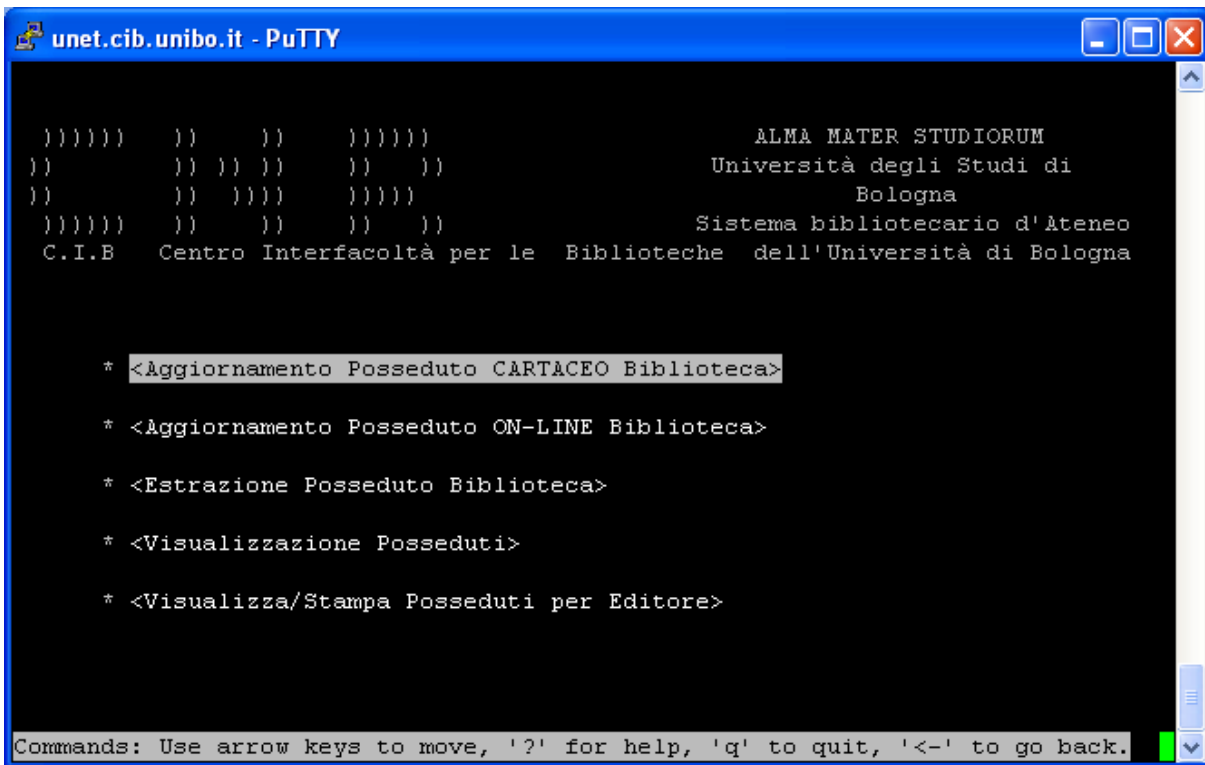 unet.cib.unibo.it - PuTTY
)))))) )) )) ))))))
)) )) )) )) )) ))
)) )) )))) )))))
)))))) )) )) )) ))
ALMA MATER STUDIORUM
Università degli Studi di
Bologna
Sistema bibliotecario d'Ateneo
C.I.B Centro Interfacoltà per le Biblioteche dell'Università di Bologna
* <Aggiornamento Posseduto CARTACEO Biblioteca>
* <Aggiornamento Posseduto ON-LINE Biblioteca>
* <Estrazione Posseduto Biblioteca>
* <Visualizzazione Posseduti>
* <Visualizza/Stampa Posseduti per Editore>
Commands: Use arrow keys to move, '?' for help, 'q' to quit, '<-' to go back.